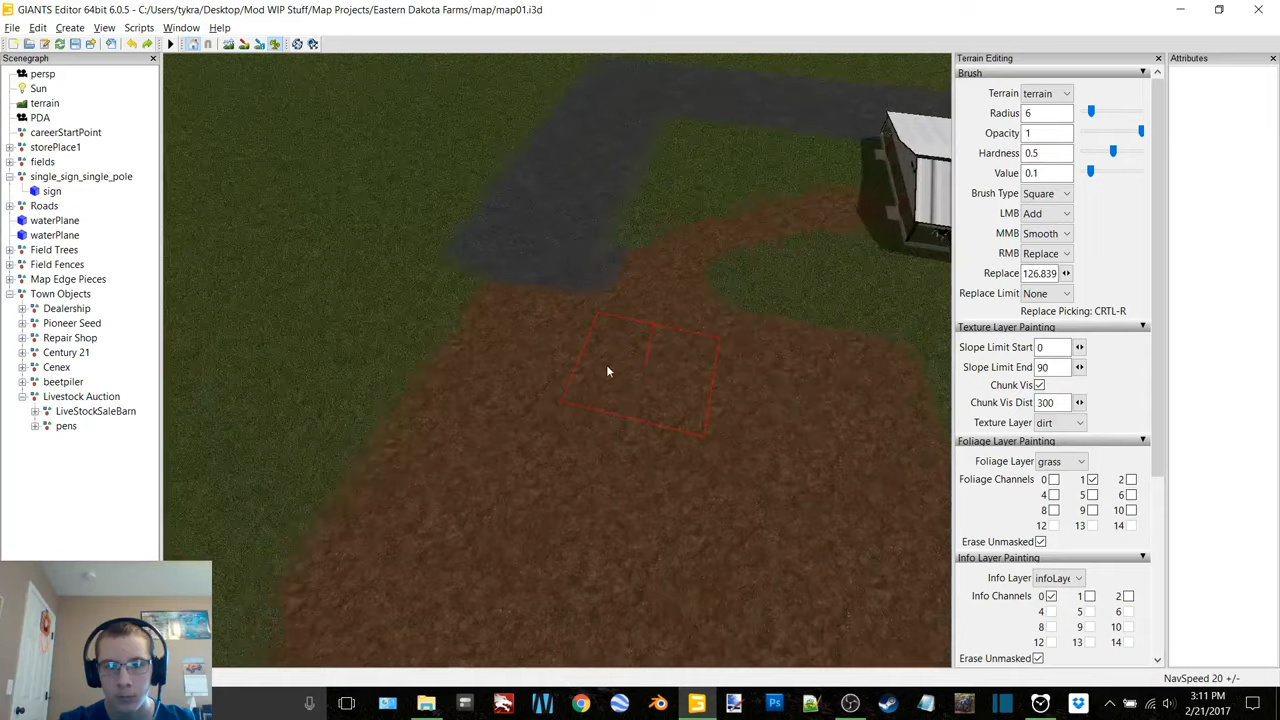 GIANTS Editor 64bit 6.0.5 - C:/Users/tykra/Desktop/Mod WIP Stuff/Map Projects/Eastern Dakota Farms/map/map01.i3d
File Edit Create View Scripts Window Help
Scenegraph
persp
Sun
terrain
PDA
careerStartPoint
storePlace1
fields
single_sign_single_pole
sign
Roads
waterPlane
waterPlane
Field Trees
Field Fences
Map Edge Pieces
Town Objects
Dealership
Pioneer Seed
Repair Shop
Century 21
Cenex
beetpiler
Livestock Auction
LiveStockSaleBarn
pens
Terrain Editing
Brush
Terrain terrain
Radius 6
Opacity 1
Hardness 0.5
Value 0.1
Brush Type Square
LMB Add
MMB Smooth
RMB Replace
Replace 126.839
Replace Limit None
Replace Picking: CRTL-R
Texture Layer Painting
Slope Limit Start 0
Slope Limit End 90
Chunk Vis
Chunk Vis Dist 300
Texture Layer dirt
Foliage Layer Painting
Foliage Layer grass
Foliage Channels 0 1 2
4 5 6
8 9 10
12 13 14
Erase Unmasked
Info Layer Painting
Info Layer infoLaye
Info Channels 0 1 2
4 5 6
8 9 10
12 13 14
Erase Unmasked
Attributes
NavSpeed 20 +/-
3:11 PM
2/21/2017